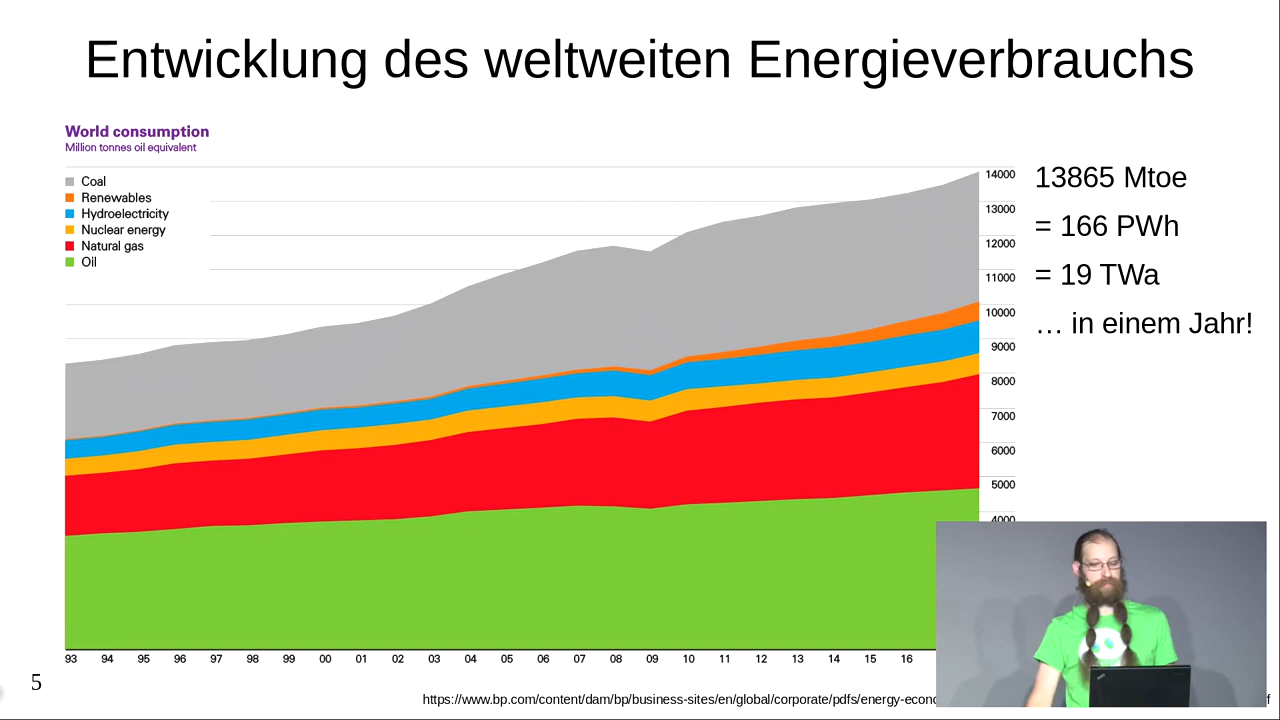 Entwicklung des weltweiten Energieverbrauchs
World consumption
Million tonnes oil equivalent
Coal
Renewables
Hydroelectricity
Nuclear energy
Natural gas
Oil
14000
13000
12000
11000
10000
9000
8000
7000
6000
5000
4000
93 94 95 96 97 98 99 00 01 02 03 04 05 06 07 08 09 10 11 12 13 14 15 16
13865 Mtoe
= 166 PWh
= 19 TWa
… in einem Jahr!
5
https://www.bp.com/content/dam/bp/business-sites/en/global/corporate/pdfs/energy-econo